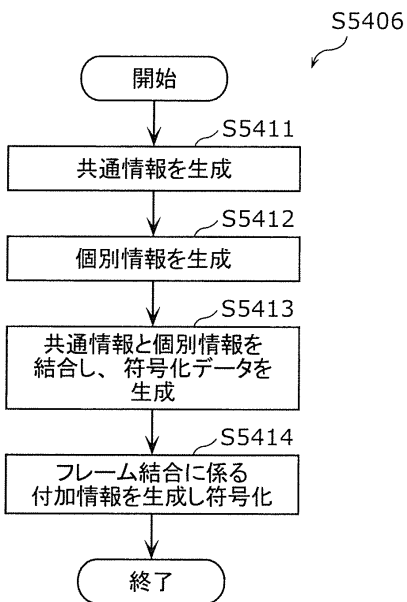 S5406
開始
S5411
共通情報を生成
S5412
個別情報を生成
S5413
共通情報と個別情報を
結合し、符号化データを
生成
S5414
フレーム結合に係る
付加情報を生成し符号化
終了